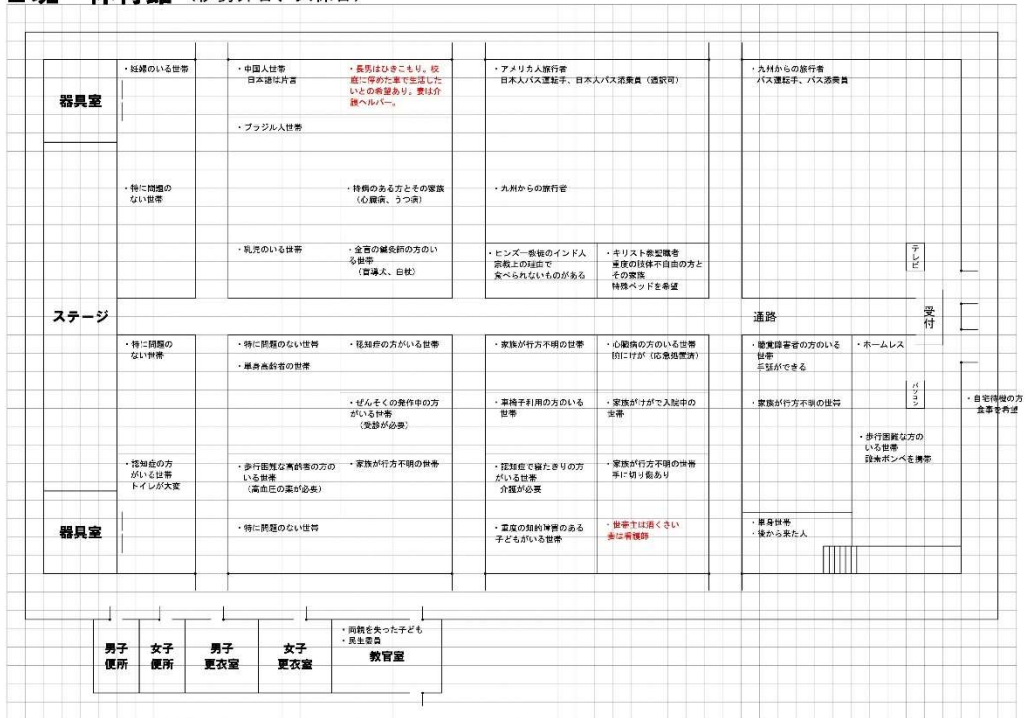 器具室
・妊婦のいる世帯
・中国人世帯
日本語は片言
・長男はひきこもり。校
庭に停めた車で生活した
いとの希望あり。妻は介
護ヘルパー。
・アメリカ人旅行者
日本人バス運転手、日本人バス添乗員（通訳可）
・九州からの旅行者
バス運転手、バス添乗員
・ブラジル人世帯
・特に問題の
ない世帯
・持病のある方とその家族
（心臓病、うつ病）
・九州からの旅行者
・乳児のいる世帯
・全盲の鍼灸師の方のい
る世帯
（盲導犬、白杖）
・ヒンズー教徒のインド人
宗教上の理由で
食べられないものがある
・キリスト教聖職者
重度の肢体不自由の方と
その家族
特殊ベッドを希望
テレビ
ステージ
通路
受付
・特に問題の
ない世帯
・特に問題のない世帯
・単身高齢者の世帯
・認知症の方がいる世帯
・家族が行方不明の世帯
・心臓病の方のいる世帯
腕にけが（応急処置済）
・聴覚障害者の方のいる
世帯
手話ができる
・ホームレス
・ぜんそくの発作中の方
がいる世帯
（受診が必要）
・車椅子利用の方のいる
世帯
・家族がけがで入院中の
世帯
・家族が行方不明の世帯
パソコン
・自宅待機の方
食事を希望
・認知症の方
がいる世帯
トイレが大変
・歩行困難な高齢者の方の
いる世帯
（高血圧の薬が必要）
・家族が行方不明の世帯
・認知症で寝たきりの方
がいる世帯
介護が必要
・家族が行方不明の世帯
手に切り傷あり
・歩行困難な方の
いる世帯
酸素ボンベを携帯
器具室
・特に問題のない世帯
・重度の知的障害のある
子どもがいる世帯
・世帯主は酒くさい
妻は看護師
・単身世帯
・後から来た人
男子
便所
女子
便所
男子
更衣室
女子
更衣室
・両親を失った子ども
・民生委員
教官室